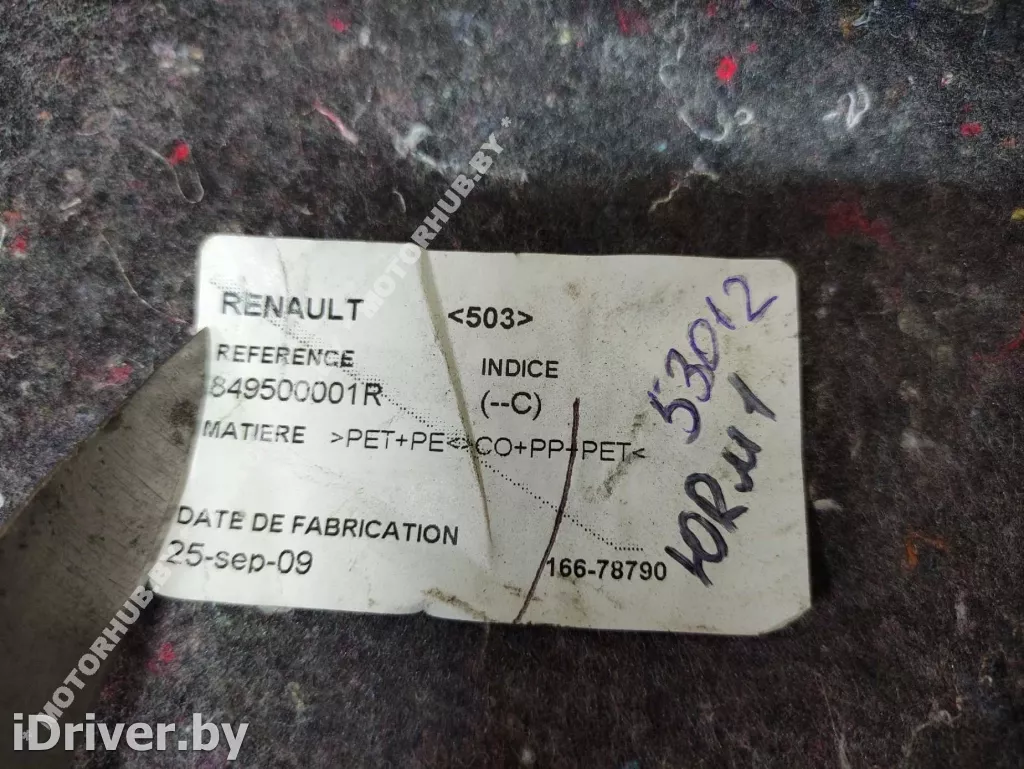 RENAULT <503>
REFERENCE INDICE
849500001R (--C)
MATIERE >PET+PE<>CO+PP+PET<
DATE DE FABRICATION
25-sep-09 166-78790
53012
ЮRM1
*MOTORHUB.BY*
*MOTORHUB.BY
iDriver.by